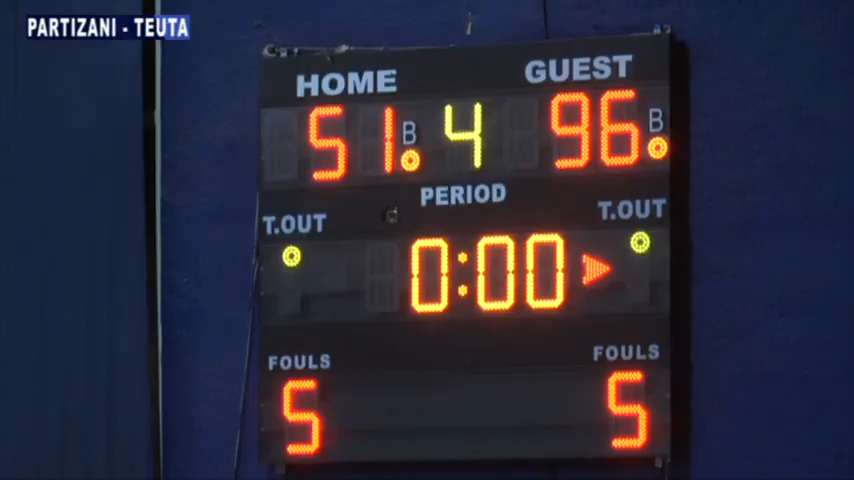 PARTIZANI - TEUTA
HOME GUEST
51 B 4 96 B
PERIOD
T.OUT T.OUT
0:00
FOULS FOULS
5 5